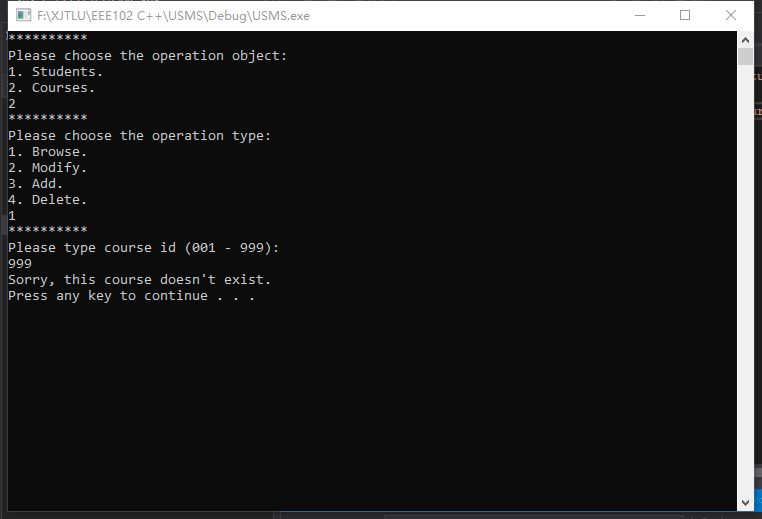 F:\XJTLU\EEE102 C++\USMS\Debug\USMS.exe
**********
Please choose the operation object:
1. Students.
2. Courses.
2
**********
Please choose the operation type:
1. Browse.
2. Modify.
3. Add.
4. Delete.
1
**********
Please type course id (001 - 999):
999
Sorry, this course doesn't exist.
Press any key to continue . . .